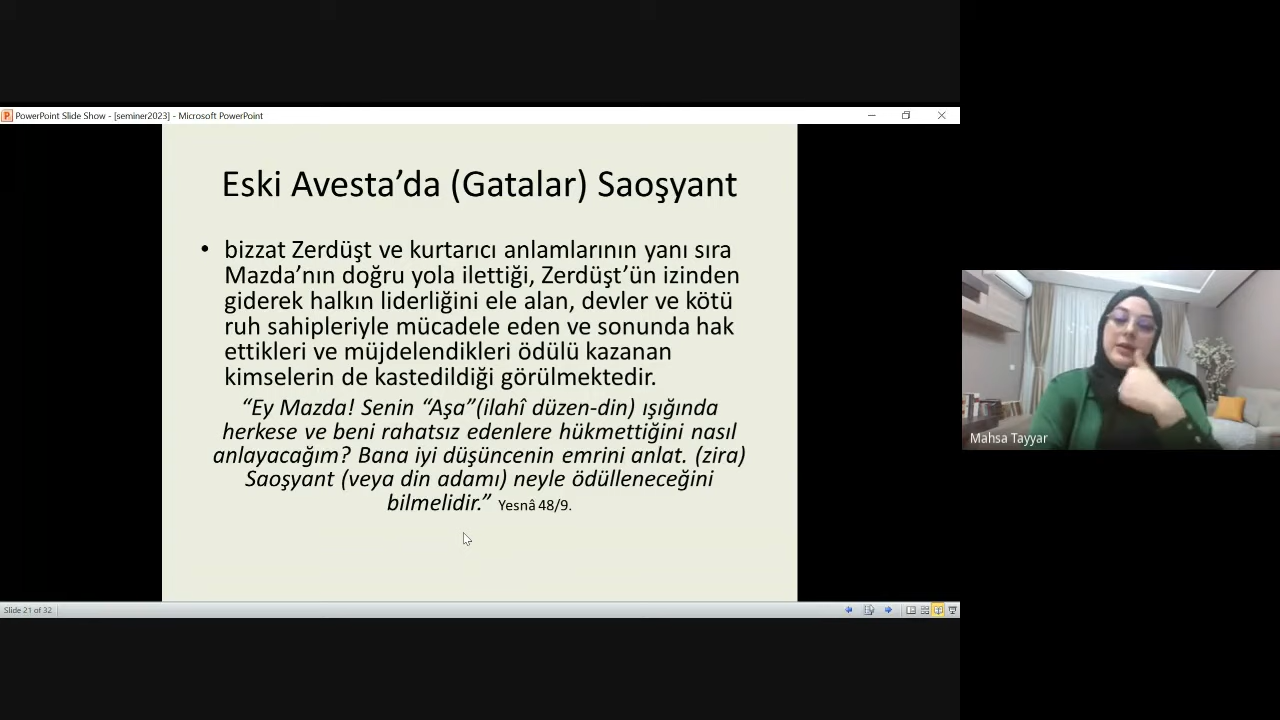 PowerPoint Slide Show - [seminer2023] - Microsoft PowerPoint
Eski Avesta’da (Gatalar) Saoşyant
• bizzat Zerdüşt ve kurtarıcı anlamlarının yanı sıra
Mazda’nın doğru yola ilettiği, Zerdüşt’ün izinden
giderek halkın liderliğini ele alan, devler ve kötü
ruh sahipleriyle mücadele eden ve sonunda hak
ettikleri ve müjdelendikleri ödülü kazanan
kimselerin de kastedildiği görülmektedir.
“Ey Mazda! Senin “Aşa”(ilahî düzen-din) ışığında
herkese ve beni rahatsız edenlere hükmettiğini nasıl
anlayacağım? Bana iyi düşüncenin emrini anlat. (zira)
Saoşyant (veya din adamı) neyle ödülleneceğini
bilmelidir.” Yesnâ 48/9.
Slide 21 of 32
Mahsa Tayyar